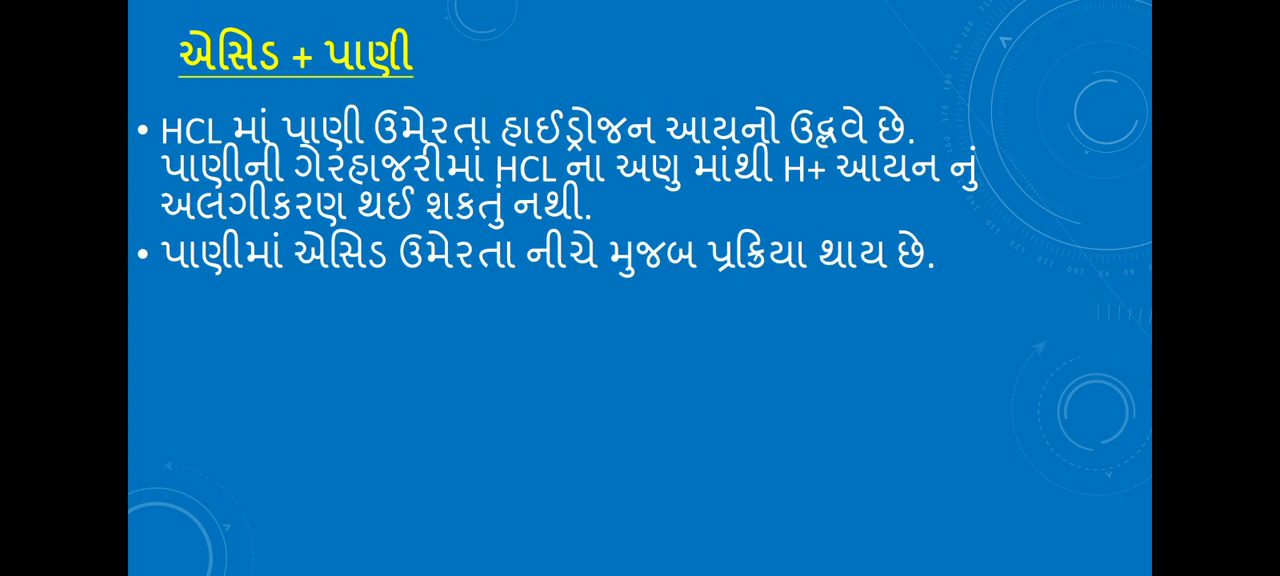 એસિડ + પાણી
• HCL માં પાણી ઉમેરતા હાઈડ્રોજન આયનો ઉદ્ભવે છે.
પાણીની ગેરહાજરીમાં HCL ના અણુ માંથી H+ આયન નું
અલગીકરણ થઈ શકતું નથી.
• પાણીમાં એસિડ ઉમેરતા નીચે મુજબ પ્રક્રિયા થાય છે.